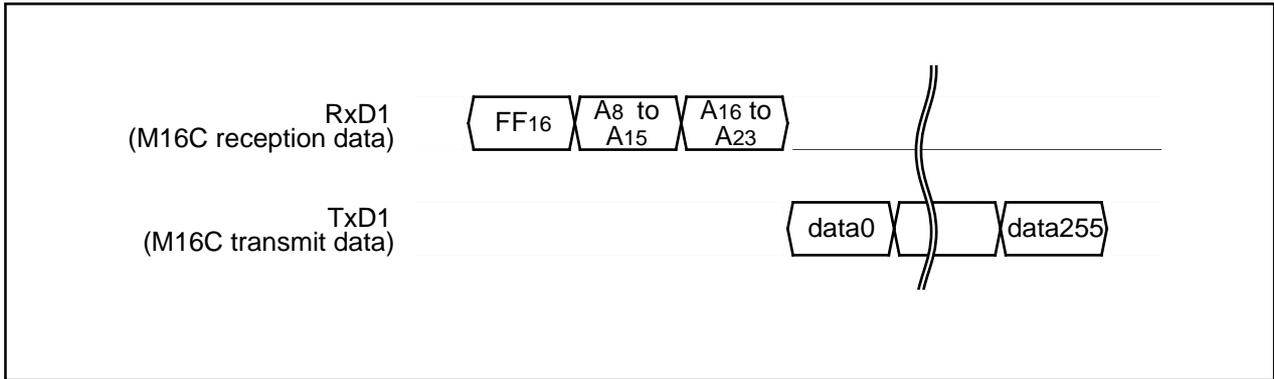 RxD1
(M16C reception data)
FF16
A8 to
A15
A16 to
A23
TxD1
(M16C transmit data)
data0
data255